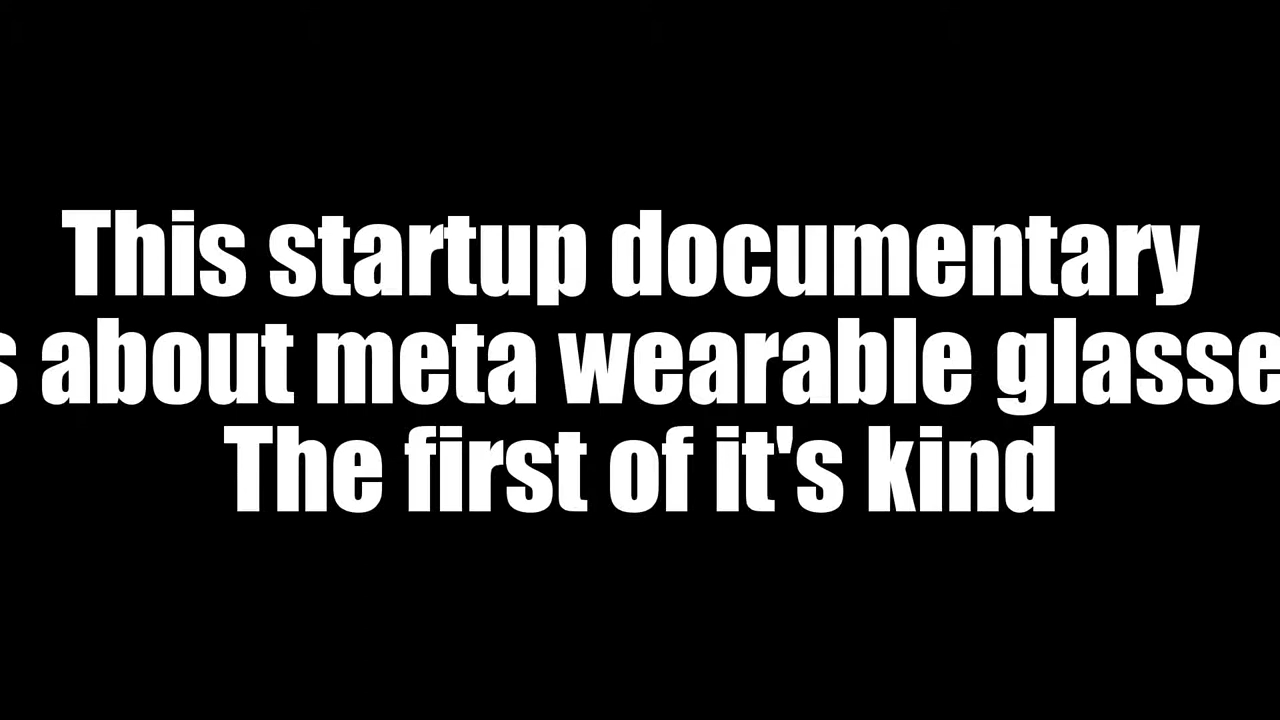 This startup documentary
s about meta wearable glasse
The first of it's kind